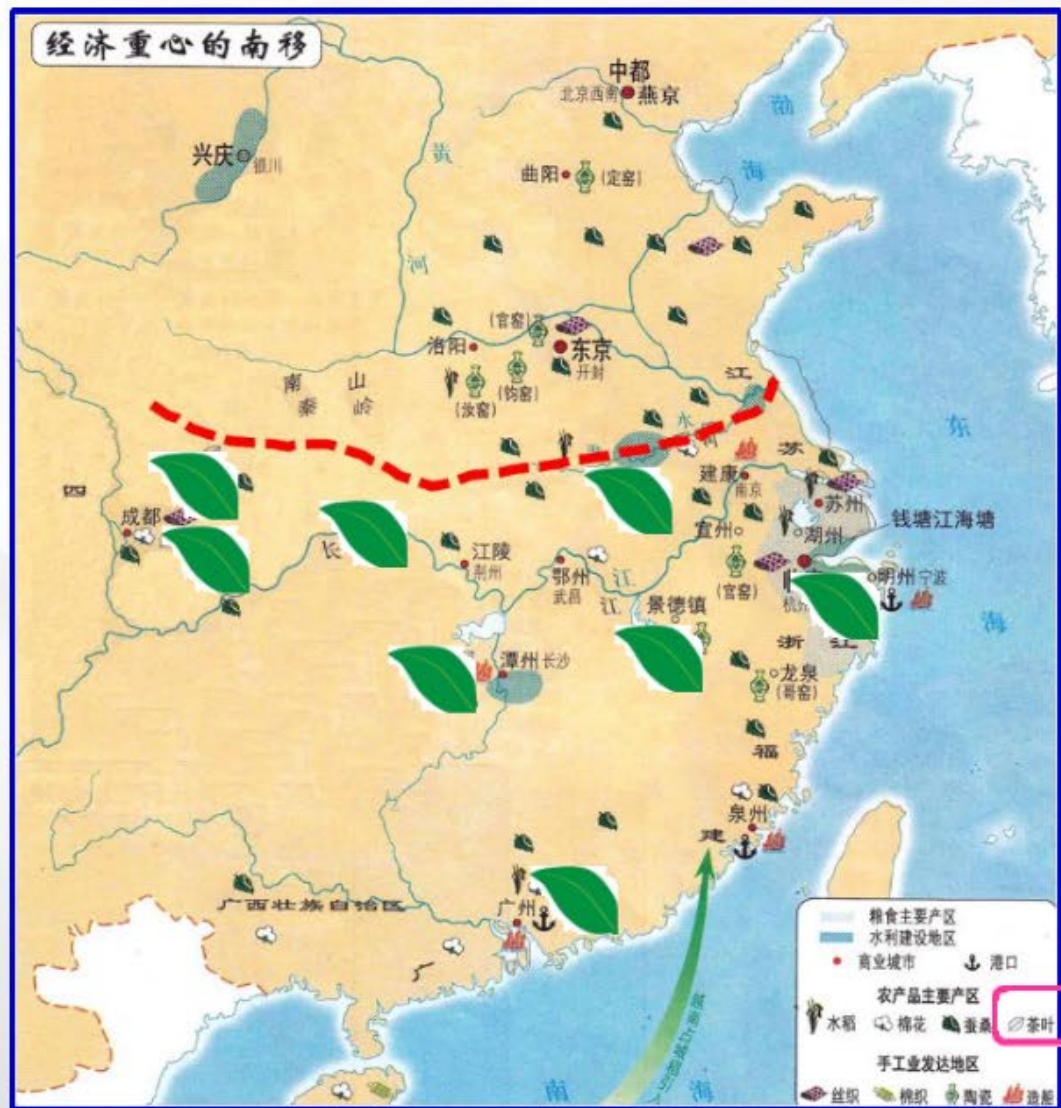 经济重心的南移
中都
北京西南 燕京
渤
海
兴庆 银川
黄
河
曲阳 (定窑)
(官窑)
洛阳 东京
开封
(汝窑) (钧窑)
南 山
秦 岭
江
苏
水
四
成都
长
江陵
荆州
鄂州
武昌
江
江
建康
南京
苏州
宣州 湖州
钱塘江海塘
(官窑)
杭州
明州 宁波
景德镇
浙 江
潭州 长沙
龙泉
(哥窑)
福
建
泉州
东
海
广西壮族自治区
广州
南 海
粮食主要产区
水利建设地区
商业城市 港口
农产品主要产区
水稻 棉花 蚕桑 茶叶
手工业发达地区
丝织 棉织 陶瓷 造船